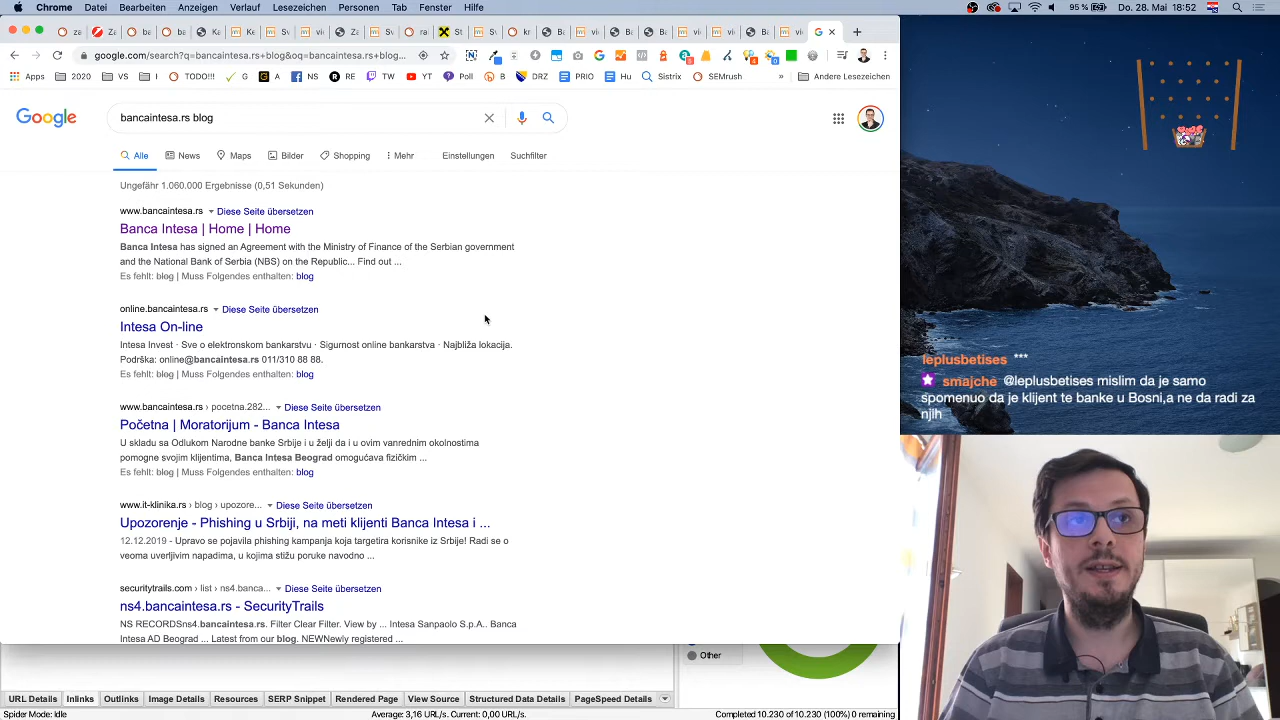 Chrome Datei Bearbeiten Anzeigen Verlauf Lesezeichen Personen Tab Fenster Hilfe
95% Do. 28. Mai 18:52
google.com/search?q=bancaintesa.rs+blog&oq=bancaintesa.rs+blog...
Apps 2020 VS I TODO!!! G A NS RE TW YT Poll B DRZ PRIO Hu Sistrix SEMrush » Andere Lesezeichen
Google bancaintesa.rs blog
Alle News Maps Bilder Shopping Mehr Einstellungen Suchfilter
Ungefähr 1.060.000 Ergebnisse (0,51 Sekunden)
www.bancaintesa.rs Diese Seite übersetzen
Banca Intesa | Home | Home
Banca Intesa has signed an Agreement with the Ministry of Finance of the Serbian government
and the National Bank of Serbia (NBS) on the Republic... Find out ...
Es fehlt: blog | Muss Folgendes enthalten: blog
online.bancaintesa.rs Diese Seite übersetzen
Intesa On-line
Intesa Invest · Sve o elektronskom bankarstvu · Sigurnost online bankarstva · Najbliža lokacija.
Podrška: online@bancaintesa.rs 011/310 88 88.
Es fehlt: blog | Muss Folgendes enthalten: blog
www.bancaintesa.rs › pocetna.282... Diese Seite übersetzen
Početna | Moratorijum - Banca Intesa
U skladu sa Odlukom Narodne banke Srbije i u želji da i u ovim vanrednim okolnostima
pomogne svojim klijentima, Banca Intesa Beograd omogućava fizičkim ...
Es fehlt: blog | Muss Folgendes enthalten: blog
www.it-klinika.rs › blog › upozore... Diese Seite übersetzen
Upozorenje - Phishing u Srbiji, na meti klijenti Banca Intesa i ...
12.12.2019 - Upravo se pojavila phishing kampanja koja targetira korisnike iz Srbije! Radi se o
veoma uverljivim napadima, u kojima stižu poruke navodno ...
securitytrails.com › list › ns4.banca... Diese Seite übersetzen
ns4.bancaintesa.rs - SecurityTrails
NS RECORDSns4.bancaintesa.rs. Filter Clear Filter. View by ... Intesa Sanpaolo S.p.A.. Banca
Intesa AD Beograd ... Latest from our blog. NEWNewly registered ...
Other
URL Details Inlinks Outlinks Image Details Resources SERP Snippet Rendered Page View Source Structured Data Details PageSpeed Details
Spider Mode: Idle Average: 3,16 URL/s. Current: 0,00 URL/s. Completed 10.230 of 10.230 (100%) 0 remaining
leplusbetises ***
smajche @leplusbetises mislim da je samo
spomenuo da je klijent te banke u Bosni,a ne da radi za
njih